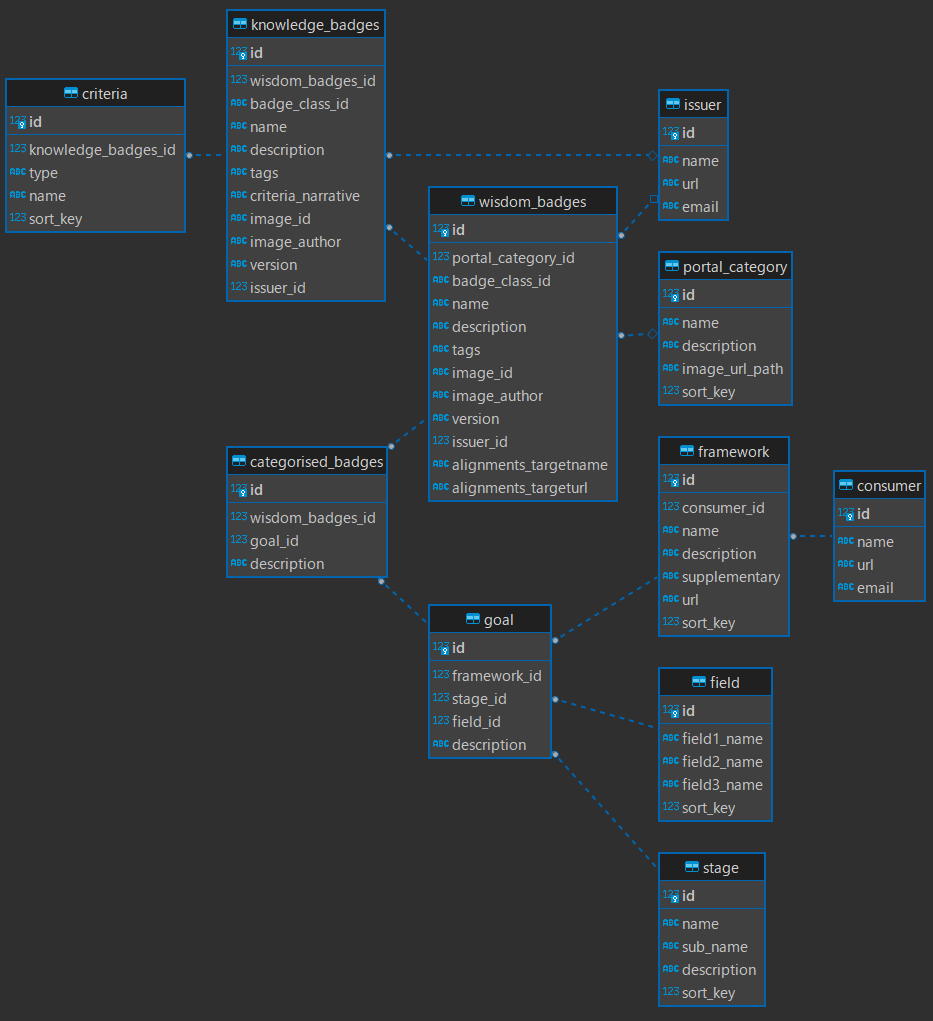 knowledge_badges
123 id
123 wisdom_badges_id
ABC badge_class_id
ABC name
ABC description
ABC tags
ABC criteria_narrative
ABC image_id
ABC image_author
ABC version
123 issuer_id
criteria
123 id
123 knowledge_badges_id
ABC type
ABC name
123 sort_key
issuer
123 id
ABC name
ABC url
ABC email
wisdom_badges
123 id
123 portal_category_id
ABC badge_class_id
ABC name
ABC description
ABC tags
ABC image_id
ABC image_author
ABC version
123 issuer_id
ABC alignments_targetname
ABC alignments_targeturl
portal_category
123 id
ABC name
ABC description
ABC image_url_path
123 sort_key
categorised_badges
123 id
123 wisdom_badges_id
123 goal_id
ABC description
framework
123 id
123 consumer_id
ABC name
ABC description
ABC supplementary
ABC url
123 sort_key
consumer
123 id
ABC name
ABC url
ABC email
goal
123 id
123 framework_id
123 stage_id
123 field_id
ABC description
field
123 id
ABC field1_name
ABC field2_name
ABC field3_name
123 sort_key
stage
123 id
ABC name
ABC sub_name
ABC description
123 sort_key